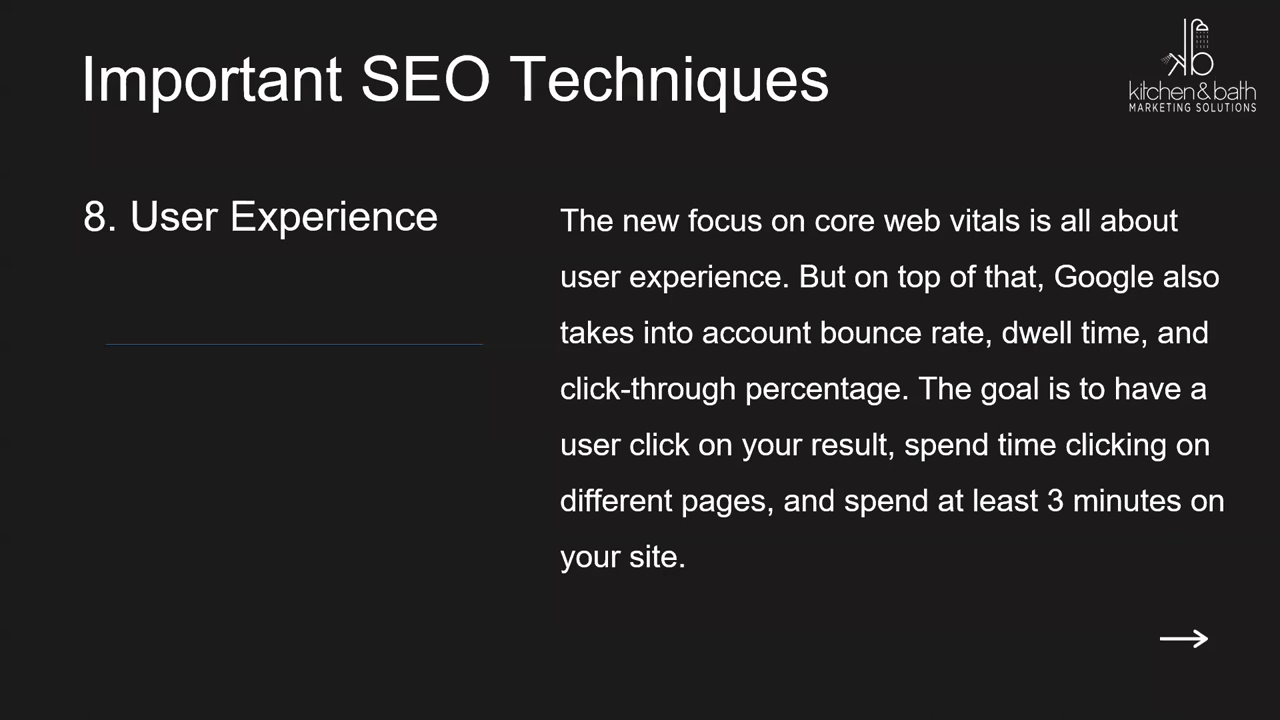 Important SEO Techniques
kb
kitchen & bath
MARKETING SOLUTIONS
8. User Experience
The new focus on core web vitals is all about
user experience. But on top of that, Google also
takes into account bounce rate, dwell time, and
click-through percentage. The goal is to have a
user click on your result, spend time clicking on
different pages, and spend at least 3 minutes on
your site.